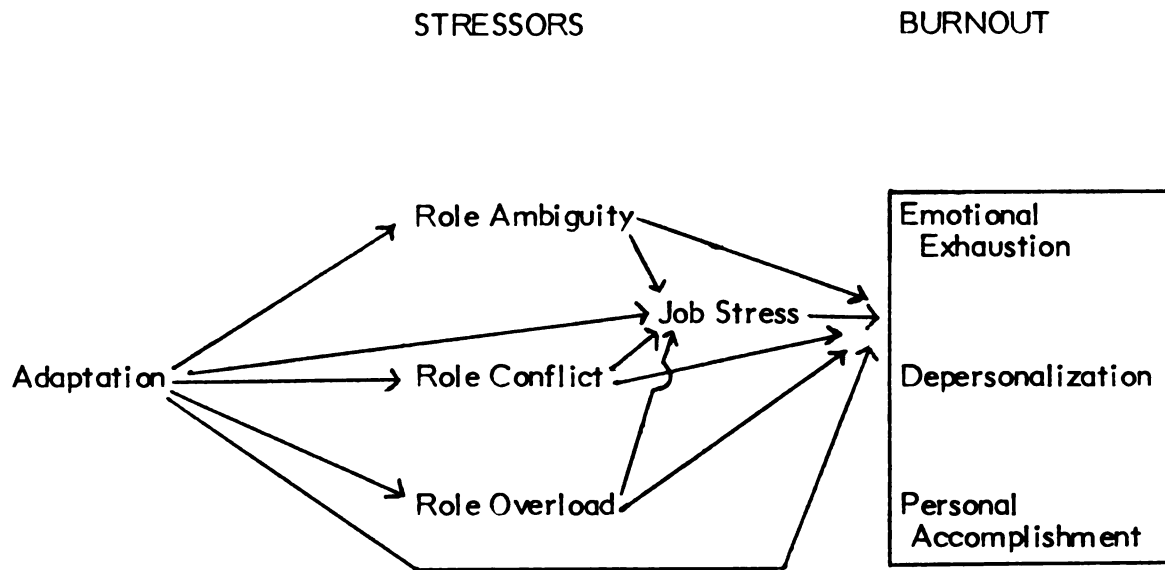 STRESSORS
BURNOUT
Role Ambiguity
Emotional
Exhaustion
Job Stress
Adaptation
Role Conflict
Depersonalization
Role Overload
Personal
Accomplishment